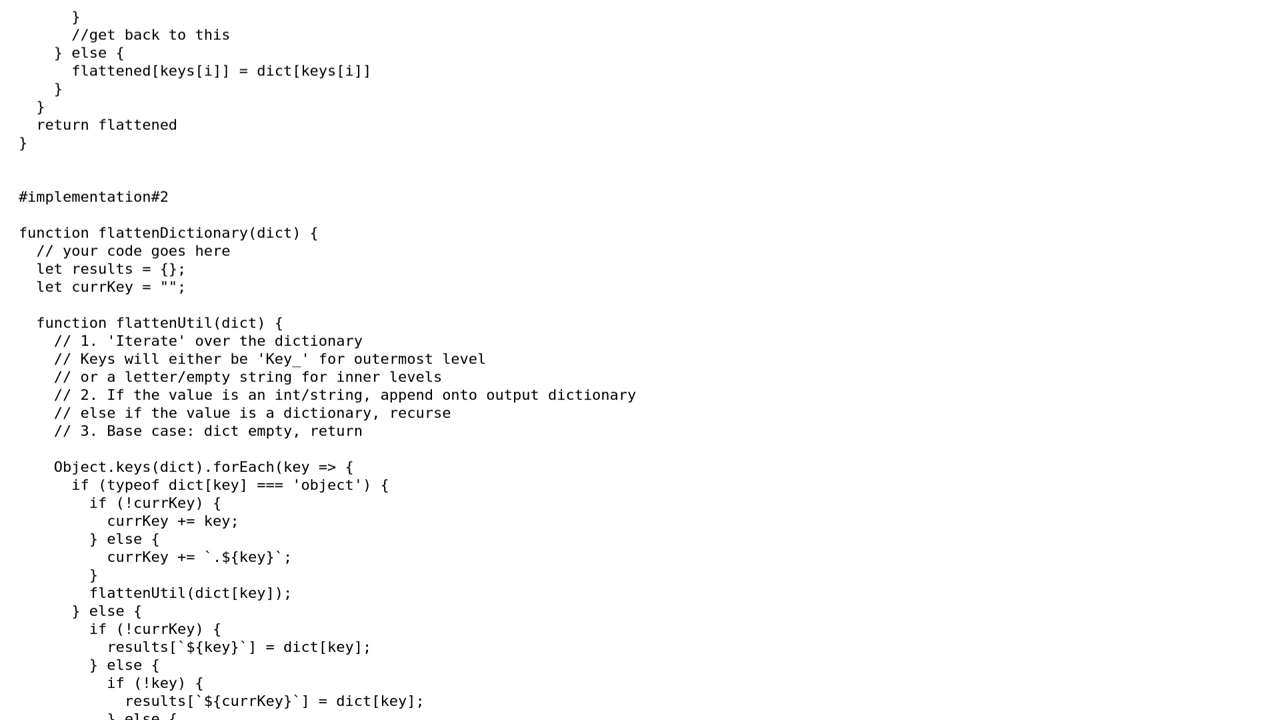 }
      //get back to this
    } else {
      flattened[keys[i]] = dict[keys[i]]
    }
  }
  return flattened
}
#implementation#2
function flattenDictionary(dict) {
  // your code goes here
  let results = {};
  let currKey = "";
  function flattenUtil(dict) {
    // 1. 'Iterate' over the dictionary
    // Keys will either be 'Key_' for outermost level
    // or a letter/empty string for inner levels
    // 2. If the value is an int/string, append onto output dictionary
    // else if the value is a dictionary, recurse
    // 3. Base case: dict empty, return
    Object.keys(dict).forEach(key => {
      if (typeof dict[key] === 'object') {
        if (!currKey) {
          currKey += key;
        } else {
          currKey += `.${key}`;
        }
        flattenUtil(dict[key]);
      } else {
        if (!currKey) {
          results[`${key}`] = dict[key];
        } else {
          if (!key) {
            results[`${currKey}`] = dict[key];
          } else {